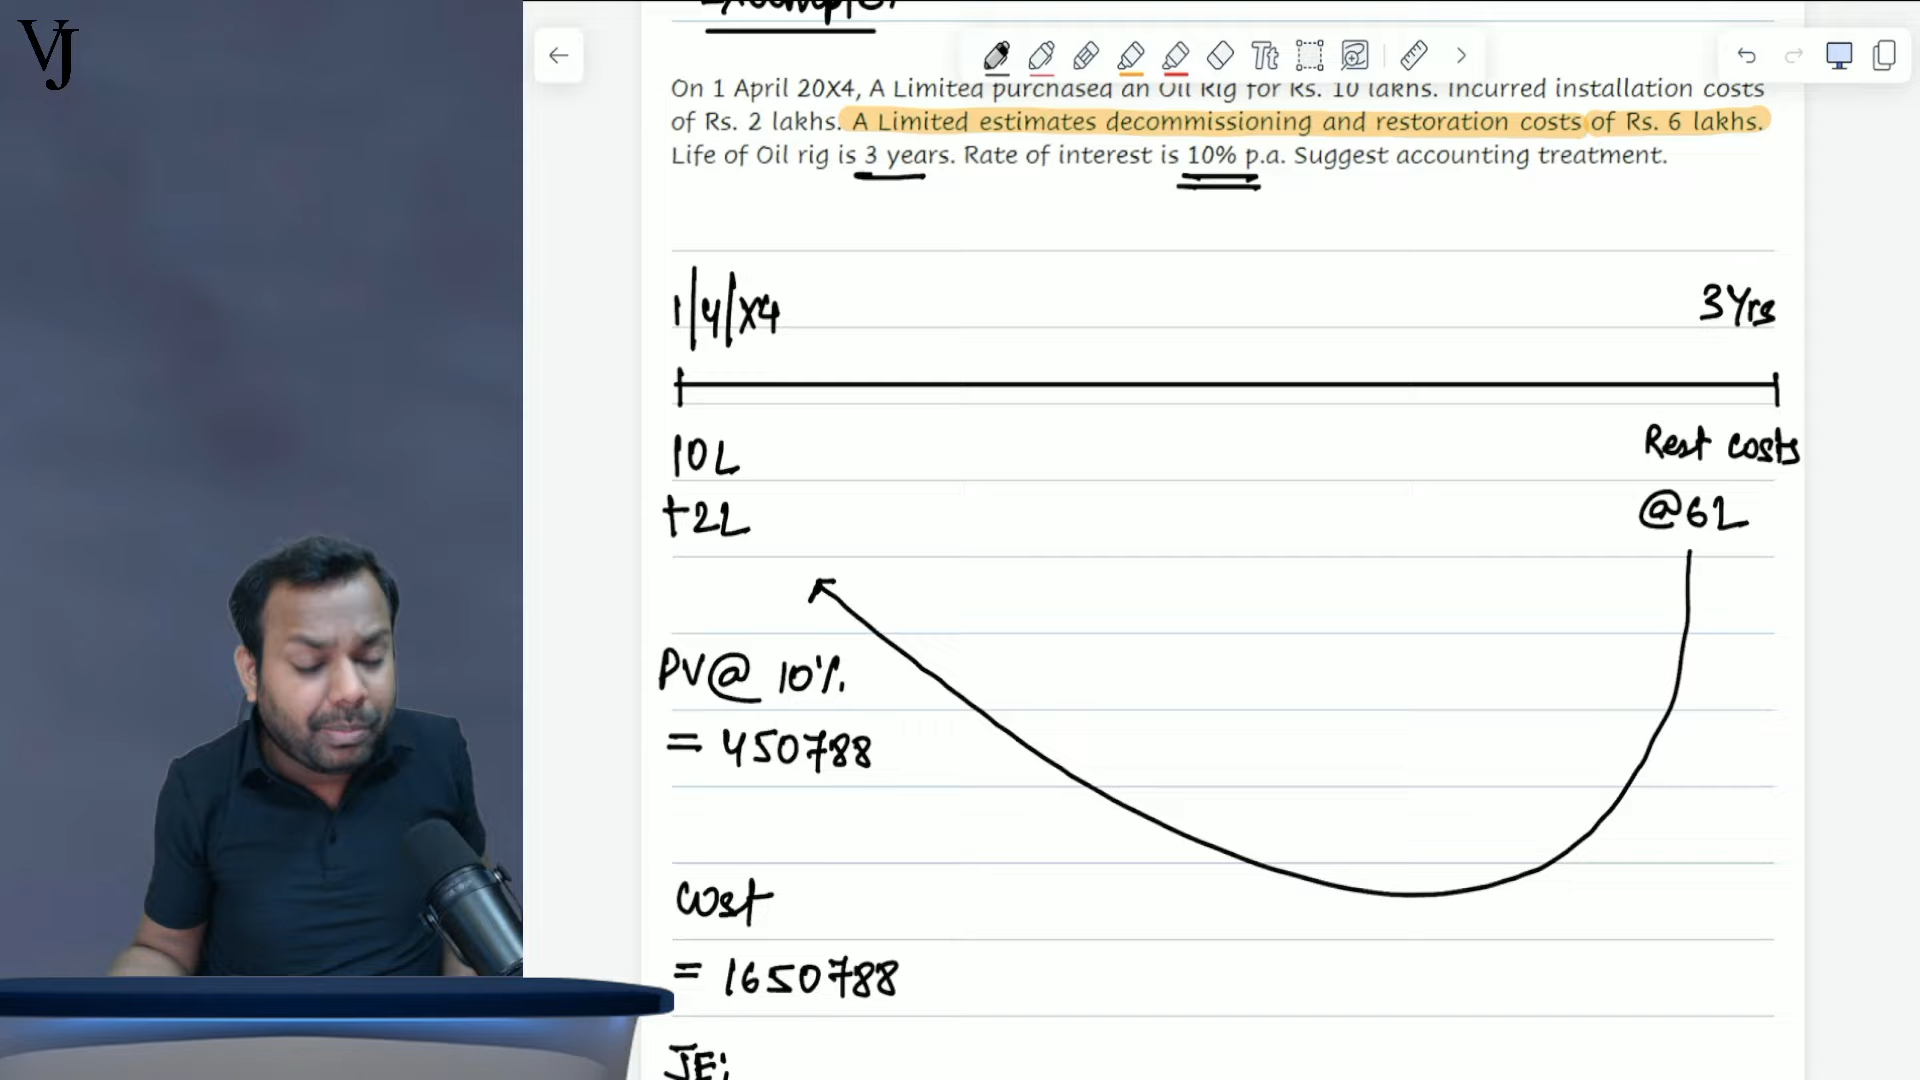 VJ
Example:
Tt
On 1 April 20X4, A Limited purchased an Oil Rig for Rs. 10 lakhs. Incurred installation costs
of Rs. 2 lakhs. A Limited estimates decommissioning and restoration costs of Rs. 6 lakhs.
Life of Oil rig is 3 years. Rate of interest is 10% p.a. Suggest accounting treatment.
1/4/X4 3Yrs
10L Rest costs
+2L @6L
PV@ 10%
= 450788
Cost
= 1650788
JE: